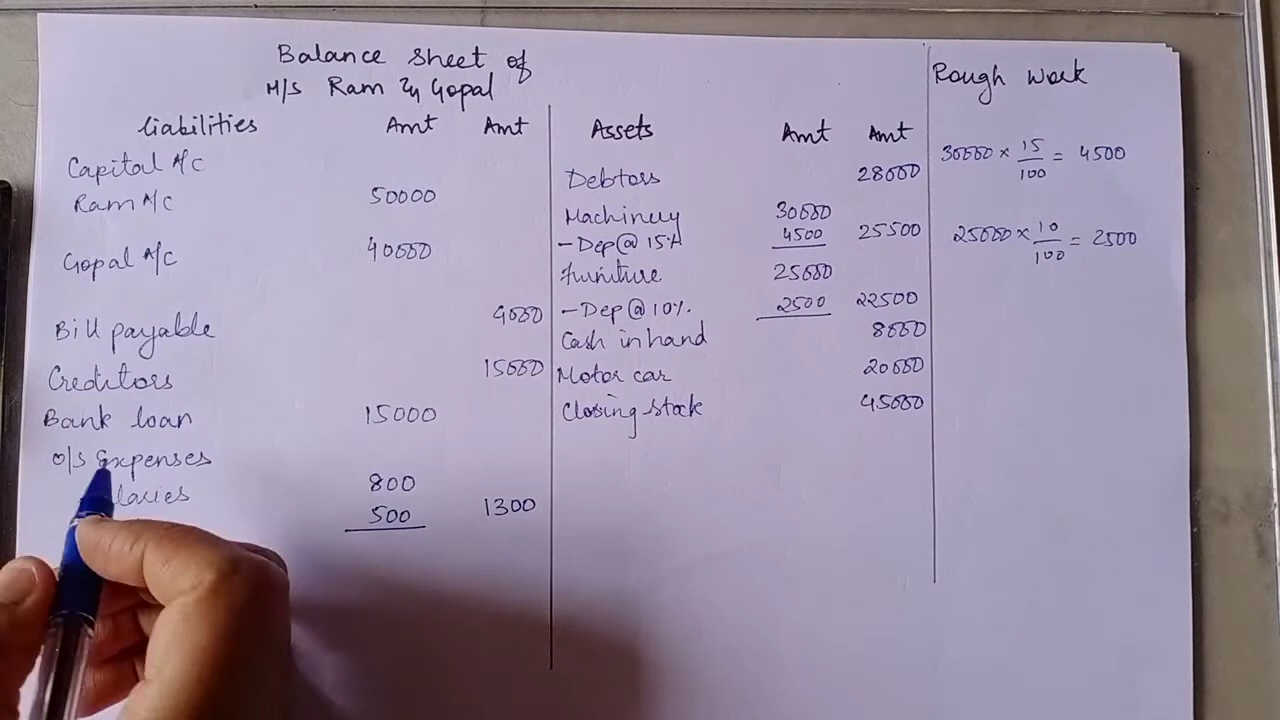 Balance Sheet of
M/S Ram & Gopal
Liabilities Amt Amt
Capital A/C
Ram A/C 50000
Gopal A/C 40000
Bill payable 4000
Creditors 15000
Bank loan 15000
O/S Expenses
800
500 1300
Assets Amt Amt
Debtors 28000
Machinery 30000
- Dep @ 15% 4500 25500
Furniture 25000
- Dep @ 10%. 2500 22500
Cash in hand 8000
Motor car 20000
Closing stock 45000
Rough Work
30000 × 15/100 = 4500
25000 × 10/100 = 2500